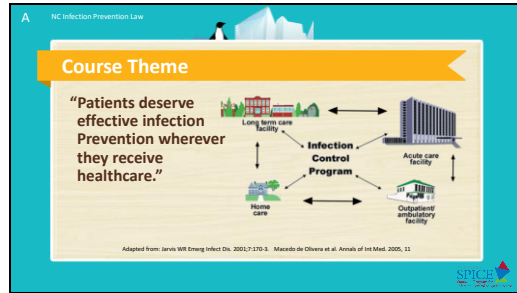 A
NC Infection Prevention Law
Course Theme
“Patients deserve
effective infection
Prevention wherever
they receive
healthcare.”
Long term care
facility
Infection
Control
Program
Acute care
facility
Home
care
Outpatient/
ambulatory
facility
Adapted from: Jarvis WR Emerg Infect Dis. 2001;7:170-3. Macedo de Olivera et al. Annals of Int Med. 2005, 11
SPICE